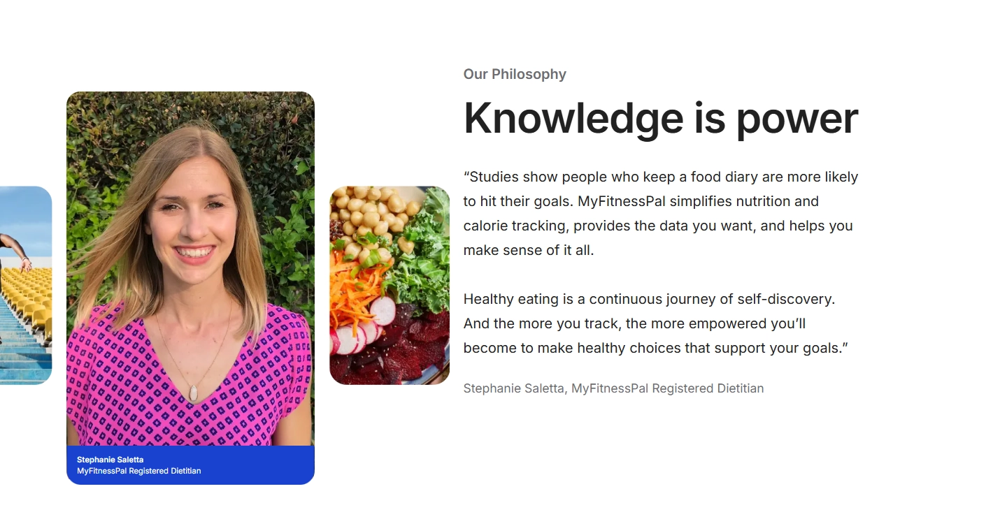 Our Philosophy
Knowledge is power
“Studies show people who keep a food diary are more likely
to hit their goals. MyFitnessPal simplifies nutrition and
calorie tracking, provides the data you want, and helps you
make sense of it all.
Healthy eating is a continuous journey of self-discovery.
And the more you track, the more empowered you’ll
become to make healthy choices that support your goals.”
Stephanie Saletta, MyFitnessPal Registered Dietitian
Stephanie Saletta
MyFitnessPal Registered Dietitian